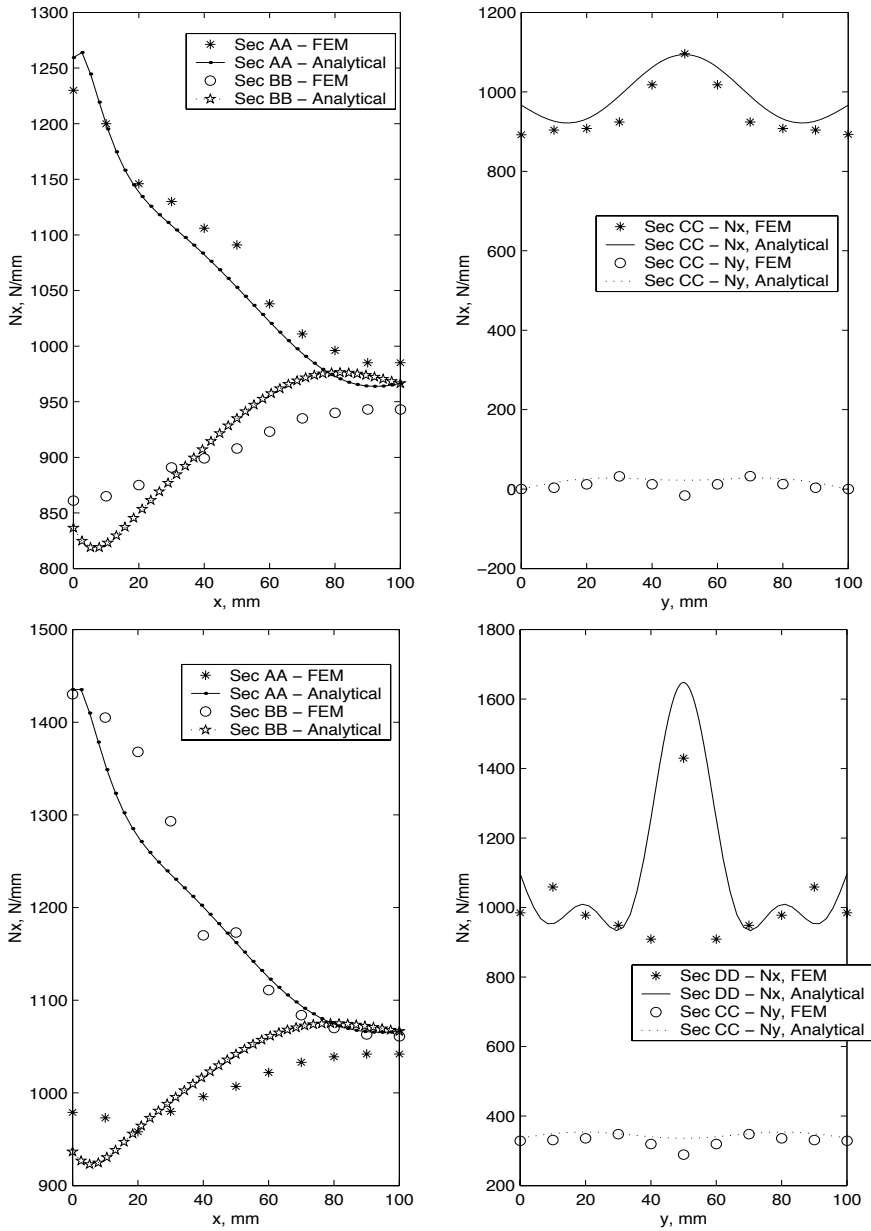 1300
1250
1200
1150
1100
1050
1000
950
900
850
800
Nx, N/mm
0 20 40 60 80 100
x, mm
Sec AA − FEM
Sec AA − Analytical
Sec BB − FEM
Sec BB − Analytical
1200
1000
800
600
400
200
0
−200
Nx, N/mm
0 20 40 60 80 100
y, mm
Sec CC − Nx, FEM
Sec CC − Nx, Analytical
Sec CC − Ny, FEM
Sec CC − Ny, Analytical
1500
1400
1300
1200
1100
1000
900
Nx, N/mm
0 20 40 60 80 100
x, mm
Sec AA − FEM
Sec AA − Analytical
Sec BB − FEM
Sec BB − Analytical
1800
1600
1400
1200
1000
800
600
400
200
0 20 40 60 80 100
y, mm
Sec DD − Nx, FEM
Sec DD − Nx, Analytical
Sec CC − Ny, FEM
Sec CC − Ny, Analytical